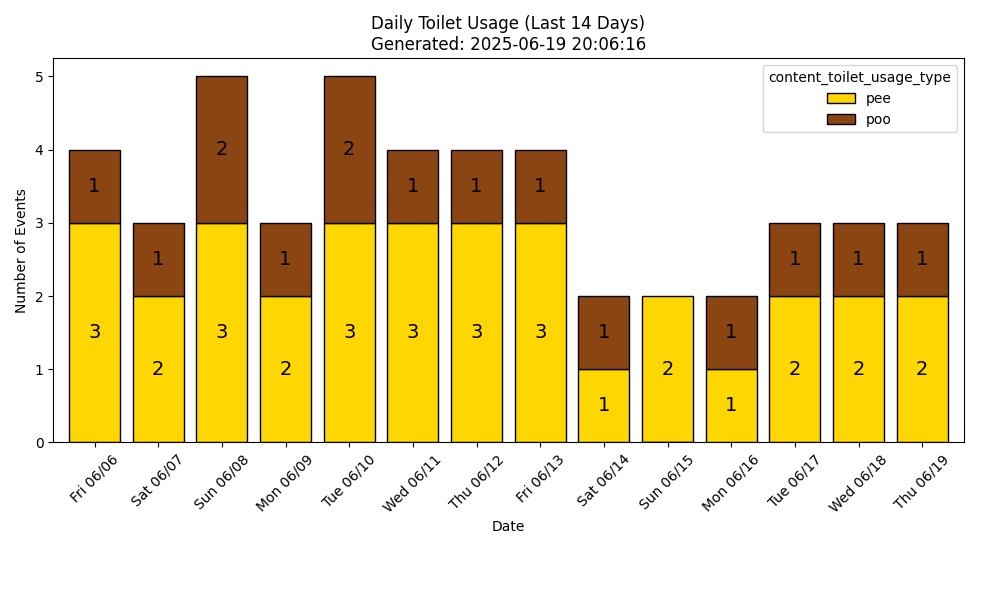 Daily Toilet Usage (Last 14 Days)
Generated: 2025-06-19 20:06:16
content_toilet_usage_type
pee
poo
Number of Events
5
4
3
2
1
0
1 1 2 1 2 1 1 1 1 1 1 1 1
3 2 3 2 3 3 3 3 1 2 1 2 2 2
Fri 06/06
Sat 06/07
Sun 06/08
Mon 06/09
Tue 06/10
Wed 06/11
Thu 06/12
Fri 06/13
Sat 06/14
Sun 06/15
Mon 06/16
Tue 06/17
Wed 06/18
Thu 06/19
Date